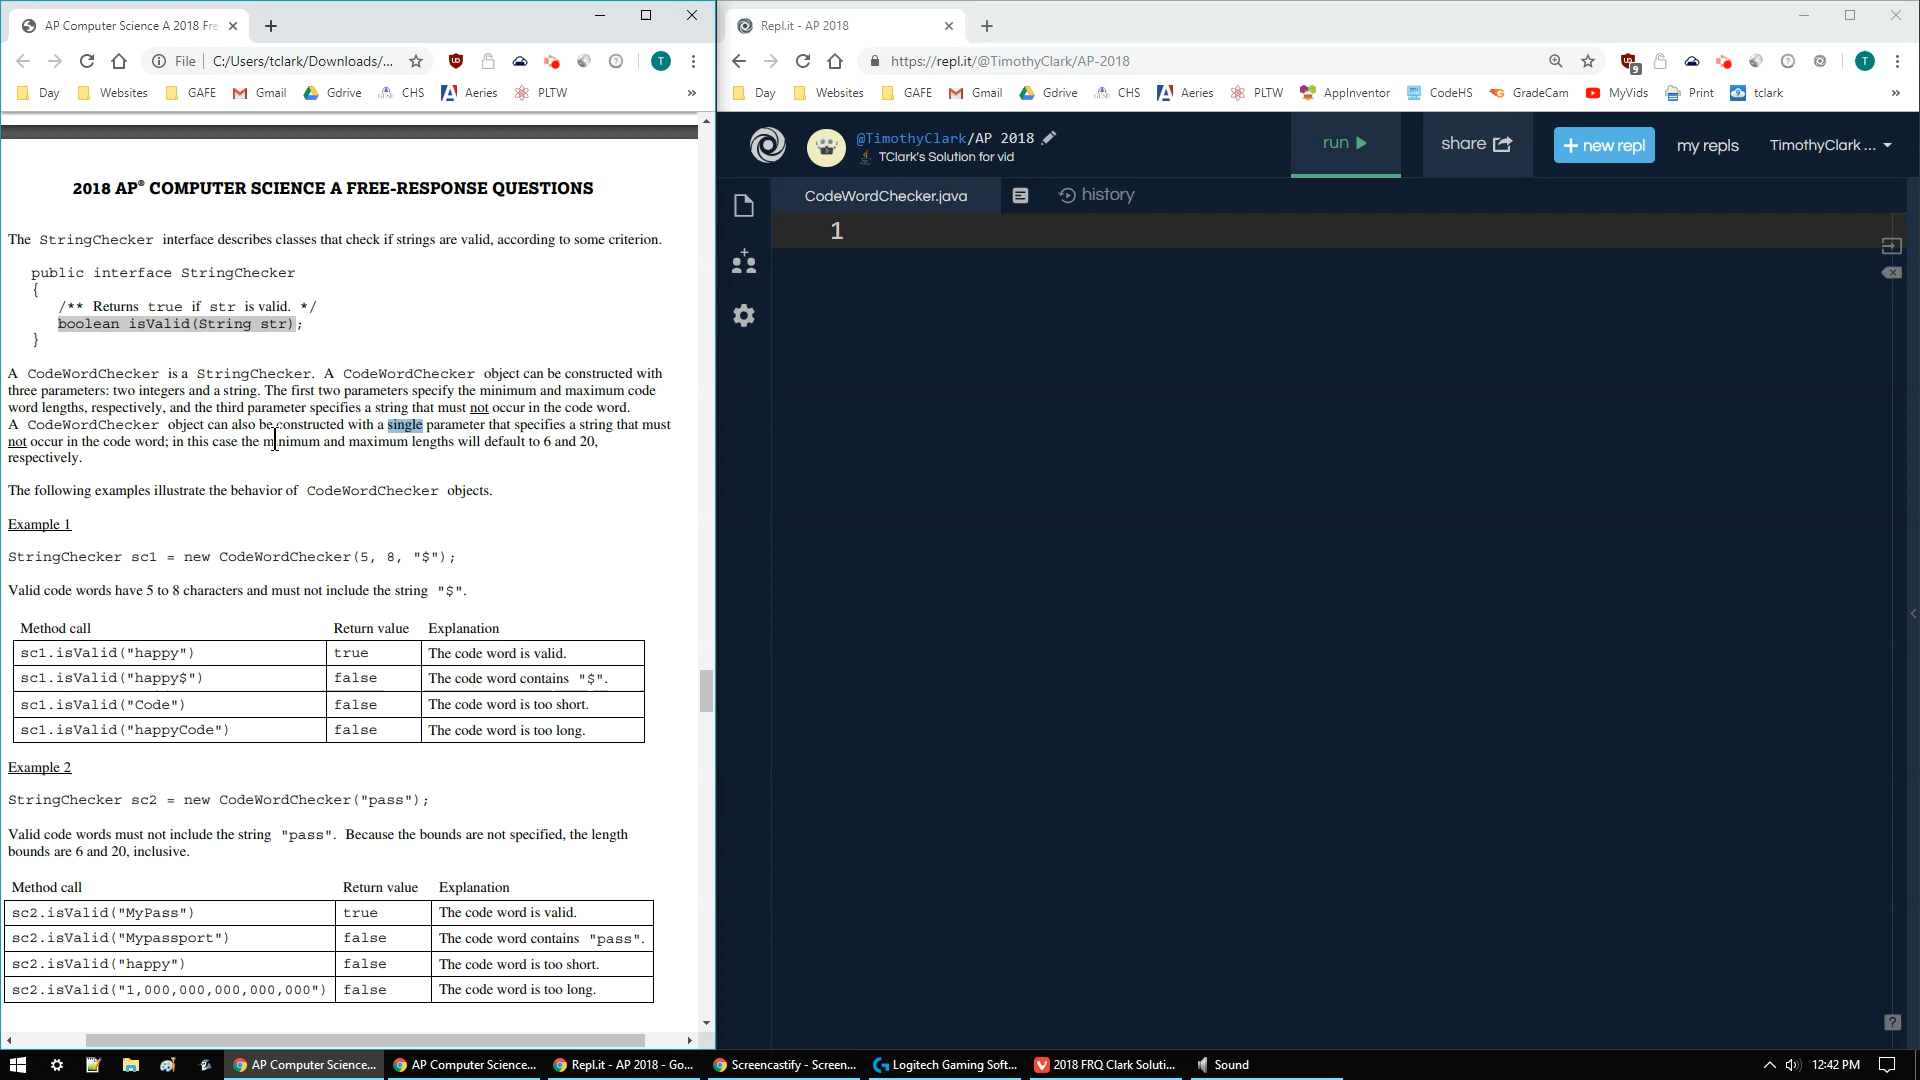 AP Computer Science A 2018 Fre
File
C:/Users/tclark/Downloads/...
T
Day
Websites
GAFE
Gmail
Gdrive
CHS
Aeries
PLTW
»
2018 AP® COMPUTER SCIENCE A FREE-RESPONSE QUESTIONS
The StringChecker interface describes classes that check if strings are valid, according to some criterion.
public interface StringChecker
{
/** Returns true if str is valid. */
boolean isValid(String str);
}
A CodeWordChecker is a StringChecker. A CodeWordChecker object can be constructed with
three parameters: two integers and a string. The first two parameters specify the minimum and maximum code
word lengths, respectively, and the third parameter specifies a string that must not occur in the code word.
A CodeWordChecker object can also be constructed with a single parameter that specifies a string that must
not occur in the code word; in this case the minimum and maximum lengths will default to 6 and 20,
respectively.
The following examples illustrate the behavior of CodeWordChecker objects.
Example 1
StringChecker sc1 = new CodeWordChecker(5, 8, "$");
Valid code words have 5 to 8 characters and must not include the string "$".
Method call Return value Explanation
sc1.isValid("happy") true The code word is valid.
sc1.isValid("happy$") false The code word contains "$".
sc1.isValid("Code") false The code word is too short.
sc1.isValid("happyCode") false The code word is too long.
Example 2
StringChecker sc2 = new CodeWordChecker("pass");
Valid code words must not include the string "pass". Because the bounds are not specified, the length
bounds are 6 and 20, inclusive.
Method call Return value Explanation
sc2.isValid("MyPass") true The code word is valid.
sc2.isValid("Mypassport") false The code word contains "pass".
sc2.isValid("happy") false The code word is too short.
sc2.isValid("1,000,000,000,000,000") false The code word is too long.
Repl.it - AP 2018
https://repl.it/@TimothyClark/AP-2018
9
T
Day
Websites
GAFE
Gmail
Gdrive
CHS
Aeries
PLTW
AppInventor
CodeHS
GradeCam
MyVids
Print
tclark
»
@TimothyClark/AP 2018
TClark's Solution for vid
run
share
+ new repl
my repls
TimothyClark ...
CodeWordChecker.java
history
1
?
AP Computer Science...
AP Computer Science...
Repl.it - AP 2018 - Go...
Screencastify - Screen...
Logitech Gaming Soft...
2018 FRQ Clark Soluti...
Sound
12:42 PM